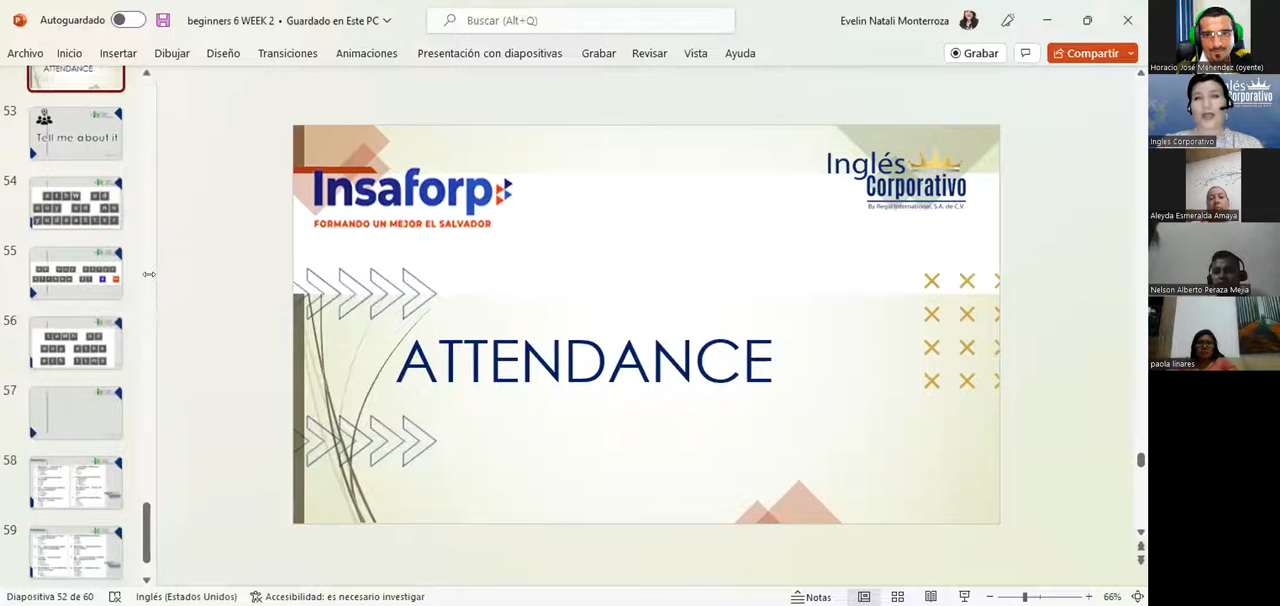 Autoguardado
beginners 6 WEEK 2 • Guardado en Este PC
Buscar (Alt+Q)
Evelin Natali Monterroza
Archivo Inicio Insertar Dibujar Diseño Transiciones Animaciones Presentación con diapositivas Grabar Revisar Vista Ayuda
Grabar
Compartir
ATTENDANCE
53
Tell me about it
54
55
56
57
58
59
Insaforp
FORMANDO UN MEJOR EL SALVADOR
Inglés
Corporativo
By Regal International, S.A. de C.V.
ATTENDANCE
Horacio José Menendez (oyente)
Inglés
Corporativo
Ingles Corporativo
Aleyda Esmeralda Amaya
Nelson Alberto Peraza Mejia
paola linares
Diapositiva 52 de 60
Inglés (Estados Unidos)
Accesibilidad: es necesario investigar
Notas
66%